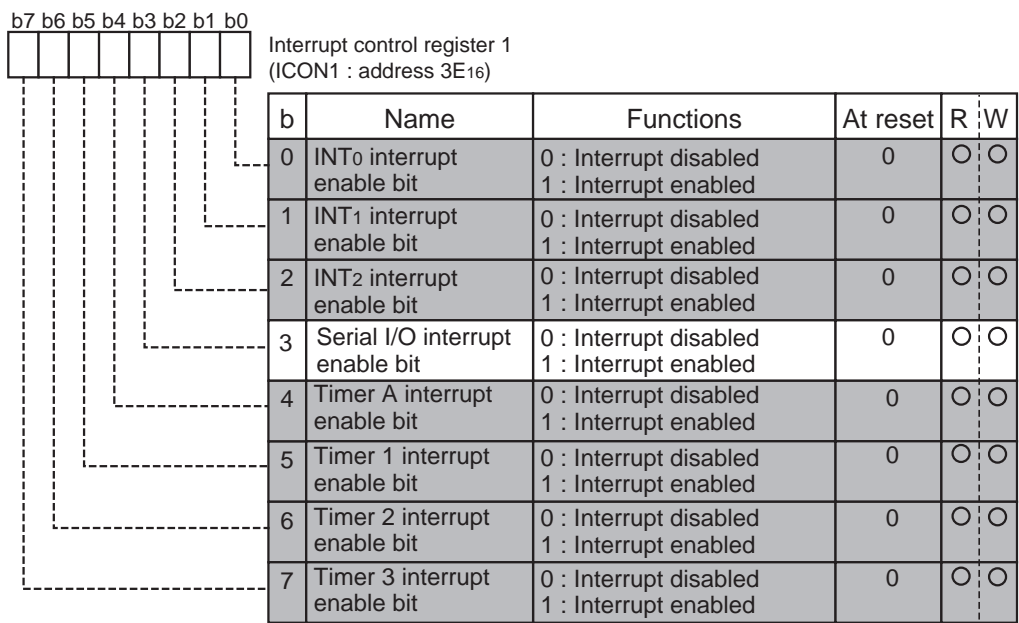 b7 b6 b5 b4 b3 b2 b1 b0
Interrupt control register 1
(ICON1 : address 3E16)
b Name Functions At reset R W
0 INT0 interrupt 0 : Interrupt disabled 0 ○ ○
enable bit 1 : Interrupt enabled
1 INT1 interrupt 0 : Interrupt disabled 0 ○ ○
enable bit 1 : Interrupt enabled
2 INT2 interrupt 0 : Interrupt disabled 0 ○ ○
enable bit 1 : Interrupt enabled
3 Serial I/O interrupt 0 : Interrupt disabled 0 ○ ○
enable bit 1 : Interrupt enabled
4 Timer A interrupt 0 : Interrupt disabled 0 ○ ○
enable bit 1 : Interrupt enabled
5 Timer 1 interrupt 0 : Interrupt disabled 0 ○ ○
enable bit 1 : Interrupt enabled
6 Timer 2 interrupt 0 : Interrupt disabled 0 ○ ○
enable bit 1 : Interrupt enabled
7 Timer 3 interrupt 0 : Interrupt disabled 0 ○ ○
enable bit 1 : Interrupt enabled